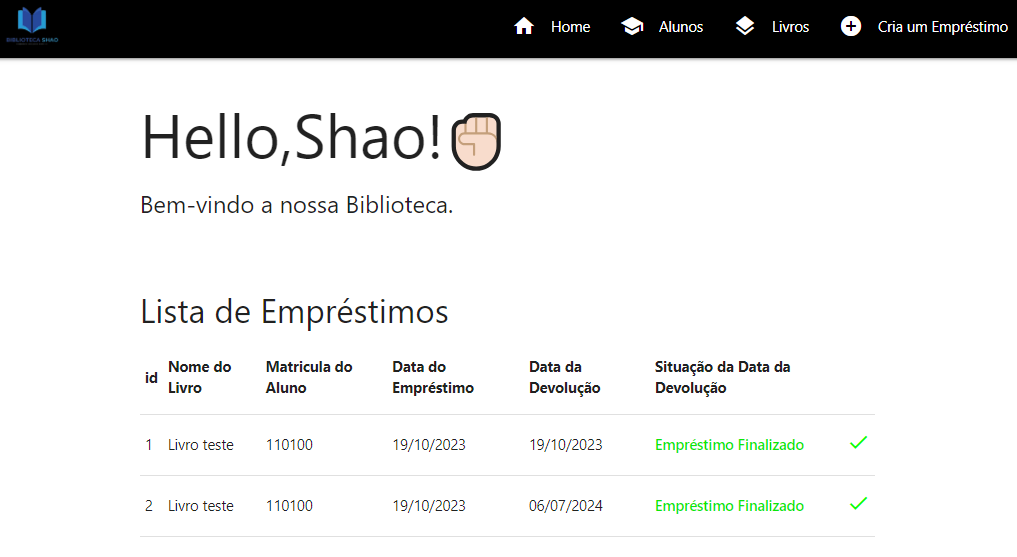 BIBLIOTECA SHAO
Home Alunos Livros Cria um Empréstimo
Hello,Shao!
Bem-vindo a nossa Biblioteca.
Lista de Empréstimos
id Nome do Livro Matricula do Aluno Data do Empréstimo Data da Devolução Situação da Data da Devolução
1 Livro teste 110100 19/10/2023 19/10/2023 Empréstimo Finalizado
2 Livro teste 110100 19/10/2023 06/07/2024 Empréstimo Finalizado